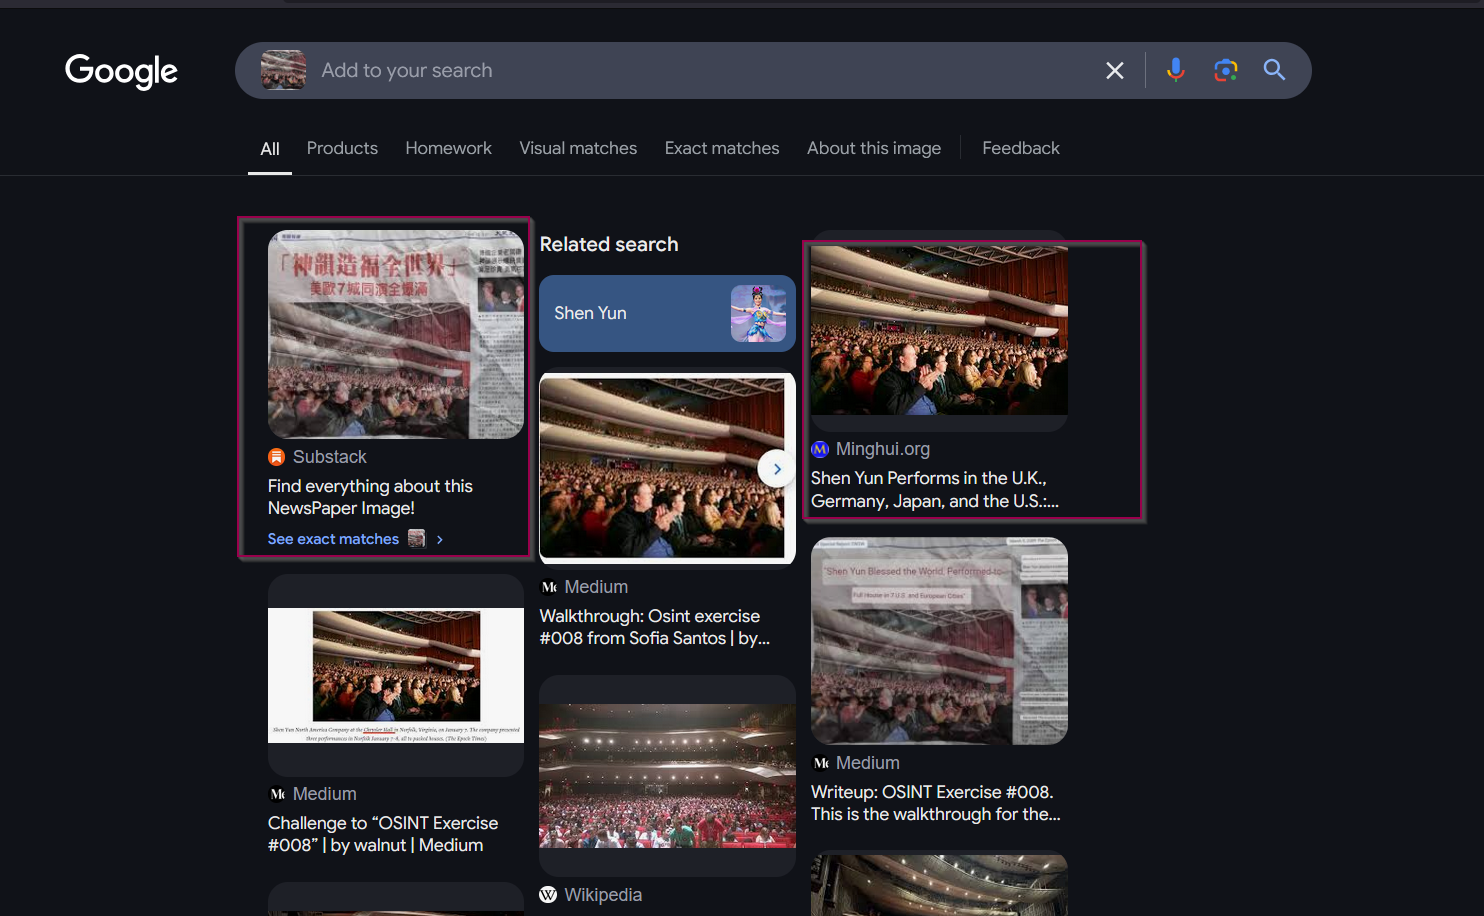 Google
Add to your search
All
Products
Homework
Visual matches
Exact matches
About this image
Feedback
「神韻造福全世界」
美歐7城同演全爆滿
Substack
Find everything about this
NewsPaper Image!
See exact matches
Shen Yun North America Company at the Chrysler Hall in Norfolk, Virginia, on January 7. The company presented
three performances in Norfolk January 7-8, all to packed houses. (The Epoch Times)
Medium
Challenge to “OSINT Exercise
#008” | by walnut | Medium
Related search
Shen Yun
Medium
Walkthrough: Osint exercise
#008 from Sofia Santos | by...
Wikipedia
Minghui.org
Shen Yun Performs in the U.K.,
Germany, Japan, and the U.S.:...
"Shen Yun Blessed the World, Performed to
Full House in 7 U.S. and European Cities"
Medium
Writeup: OSINT Exercise #008.
This is the walkthrough for the...